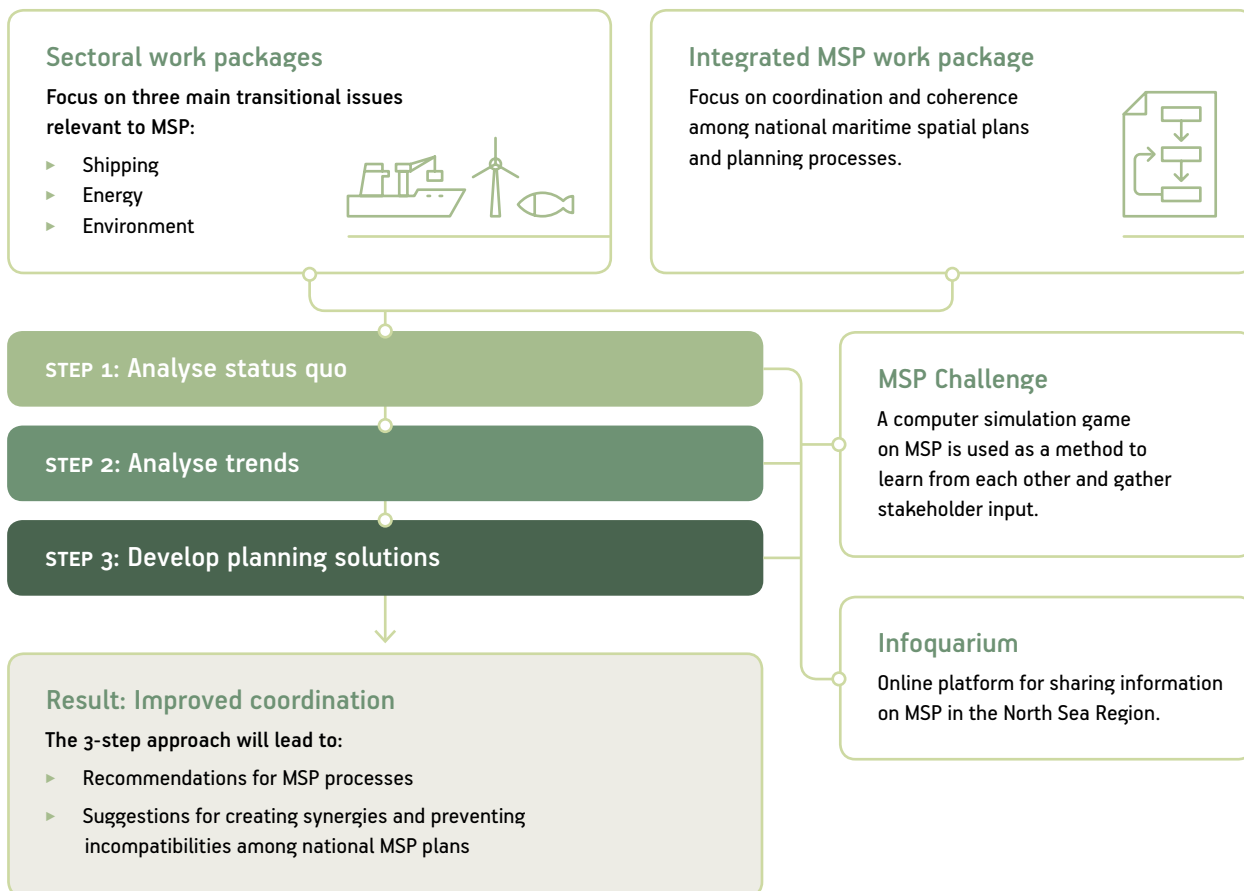 Sectoral work packages
Focus on three main transitional issues
relevant to MSP:
▸ Shipping
▸ Energy
▸ Environment
Integrated MSP work package
Focus on coordination and coherence
among national maritime spatial plans
and planning processes.
STEP 1: Analyse status quo
STEP 2: Analyse trends
STEP 3: Develop planning solutions
MSP Challenge
A computer simulation game
on MSP is used as a method to
learn from each other and gather
stakeholder input.
Infoquarium
Online platform for sharing information
on MSP in the North Sea Region.
Result: Improved coordination
The 3-step approach will lead to:
▸ Recommendations for MSP processes
▸ Suggestions for creating synergies and preventing
incompatibilities among national MSP plans